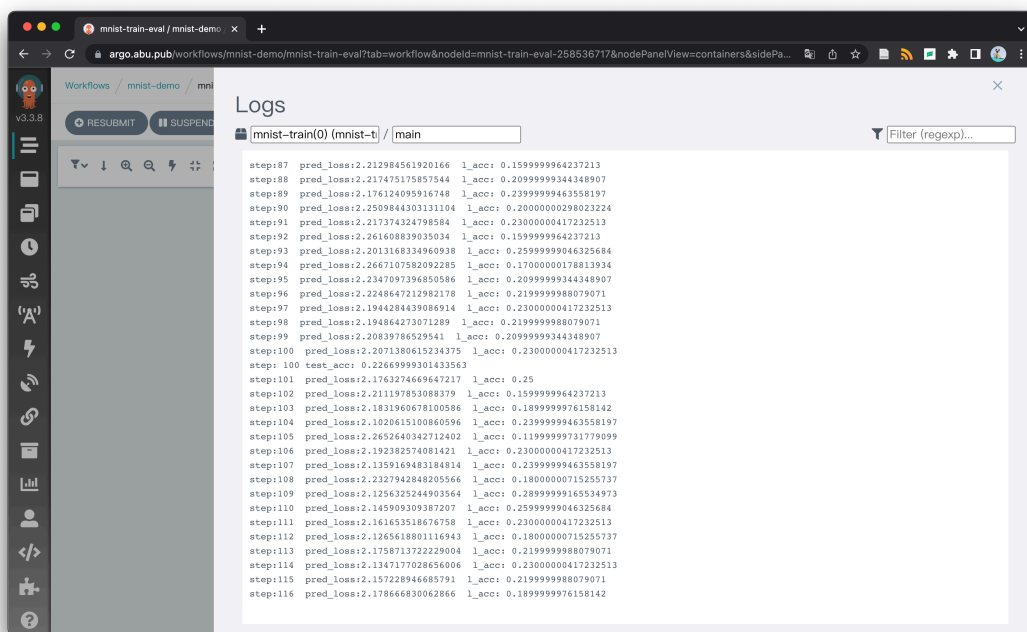 mnist-train-eval / mnist-demo
argo.abu.pub/workflows/mnist-demo/mnist-train-eval?tab=workflow&nodeId=mnist-train-eval-258536717&nodePanelView=containers&sidePa...
v3.3.8
Workflows / mnist-demo / mni
RESUBMIT SUSPEND
Logs
mnist-train(0) (mnist-t / main
Filter (regexp)...
step:87 pred_loss:2.212984561920166 l_acc: 0.1599999964237213
step:88 pred_loss:2.217475175857544 l_acc: 0.20999999344348907
step:89 pred_loss:2.176124095916748 l_acc: 0.23999999463558197
step:90 pred_loss:2.2509844303131104 l_acc: 0.20000000298023224
step:91 pred_loss:2.217374324798584 l_acc: 0.23000000417232513
step:92 pred_loss:2.261608839035034 l_acc: 0.1599999964237213
step:93 pred_loss:2.2013168334960938 l_acc: 0.25999999046325684
step:94 pred_loss:2.2667107582092285 l_acc: 0.17000000178813934
step:95 pred_loss:2.2347097396850586 l_acc: 0.20999999344348907
step:96 pred_loss:2.2248647212982178 l_acc: 0.2199999988079071
step:97 pred_loss:2.1944284439086914 l_acc: 0.23000000417232513
step:98 pred_loss:2.194864273071289 l_acc: 0.2199999988079071
step:99 pred_loss:2.20839786529541 l_acc: 0.20999999344348907
step:100 pred_loss:2.2071380615234375 l_acc: 0.23000000417232513
step: 100 test_acc: 0.22669999301433563
step:101 pred_loss:2.1763274669647217 l_acc: 0.25
step:102 pred_loss:2.211197853088379 l_acc: 0.1599999964237213
step:103 pred_loss:2.1831960678100586 l_acc: 0.1899999976158142
step:104 pred_loss:2.1020615100860596 l_acc: 0.23999999463558197
step:105 pred_loss:2.2652640342712402 l_acc: 0.11999999731779099
step:106 pred_loss:2.192382574081421 l_acc: 0.23000000417232513
step:107 pred_loss:2.1359169483184814 l_acc: 0.23999999463558197
step:108 pred_loss:2.2327942848205566 l_acc: 0.18000000715255737
step:109 pred_loss:2.1256325244903564 l_acc: 0.28999999165534973
step:110 pred_loss:2.145909309387207 l_acc: 0.25999999046325684
step:111 pred_loss:2.161653518676758 l_acc: 0.23000000417232513
step:112 pred_loss:2.1265618801116943 l_acc: 0.18000000715255737
step:113 pred_loss:2.1758713722229004 l_acc: 0.2199999988079071
step:114 pred_loss:2.1347177028656006 l_acc: 0.23000000417232513
step:115 pred_loss:2.157228946685791 l_acc: 0.2199999988079071
step:116 pred_loss:2.178666830062866 l_acc: 0.1899999976158142